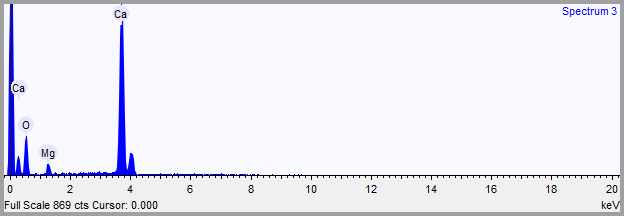 Spectrum 3
Ca
Ca
O
Mg
0 2 4 6 8 10 12 14 16 18 20
Full Scale 869 cts Cursor: 0.000 keV